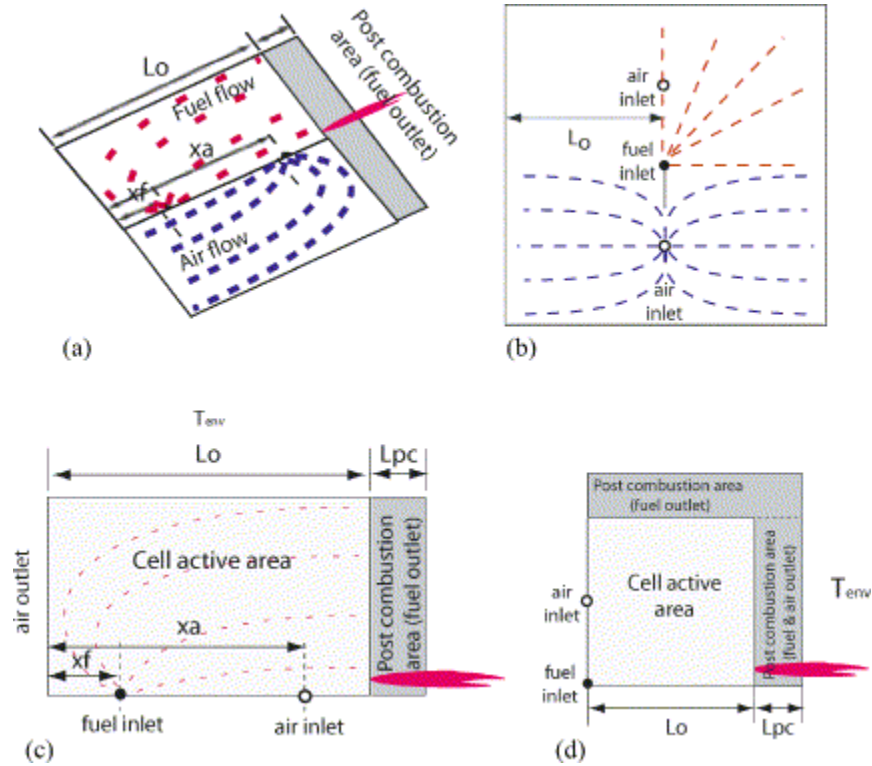 Lo
Post combustion
area (fuel outlet)
Fuel flow
xa
xf
Air flow
(a)
air
inlet
Lo
fuel
inlet
air
inlet
(b)
Tenv
Lo
Lpc
air outlet
Cell active area
Post combustion
area (fuel outlet)
xa
xf
fuel inlet
air inlet
(c)
Post combustion area
(fuel outlet)
air
inlet
Cell active
area
Post combustion area
(fuel & air outlet)
Tenv
fuel
inlet
Lo
Lpc
(d)